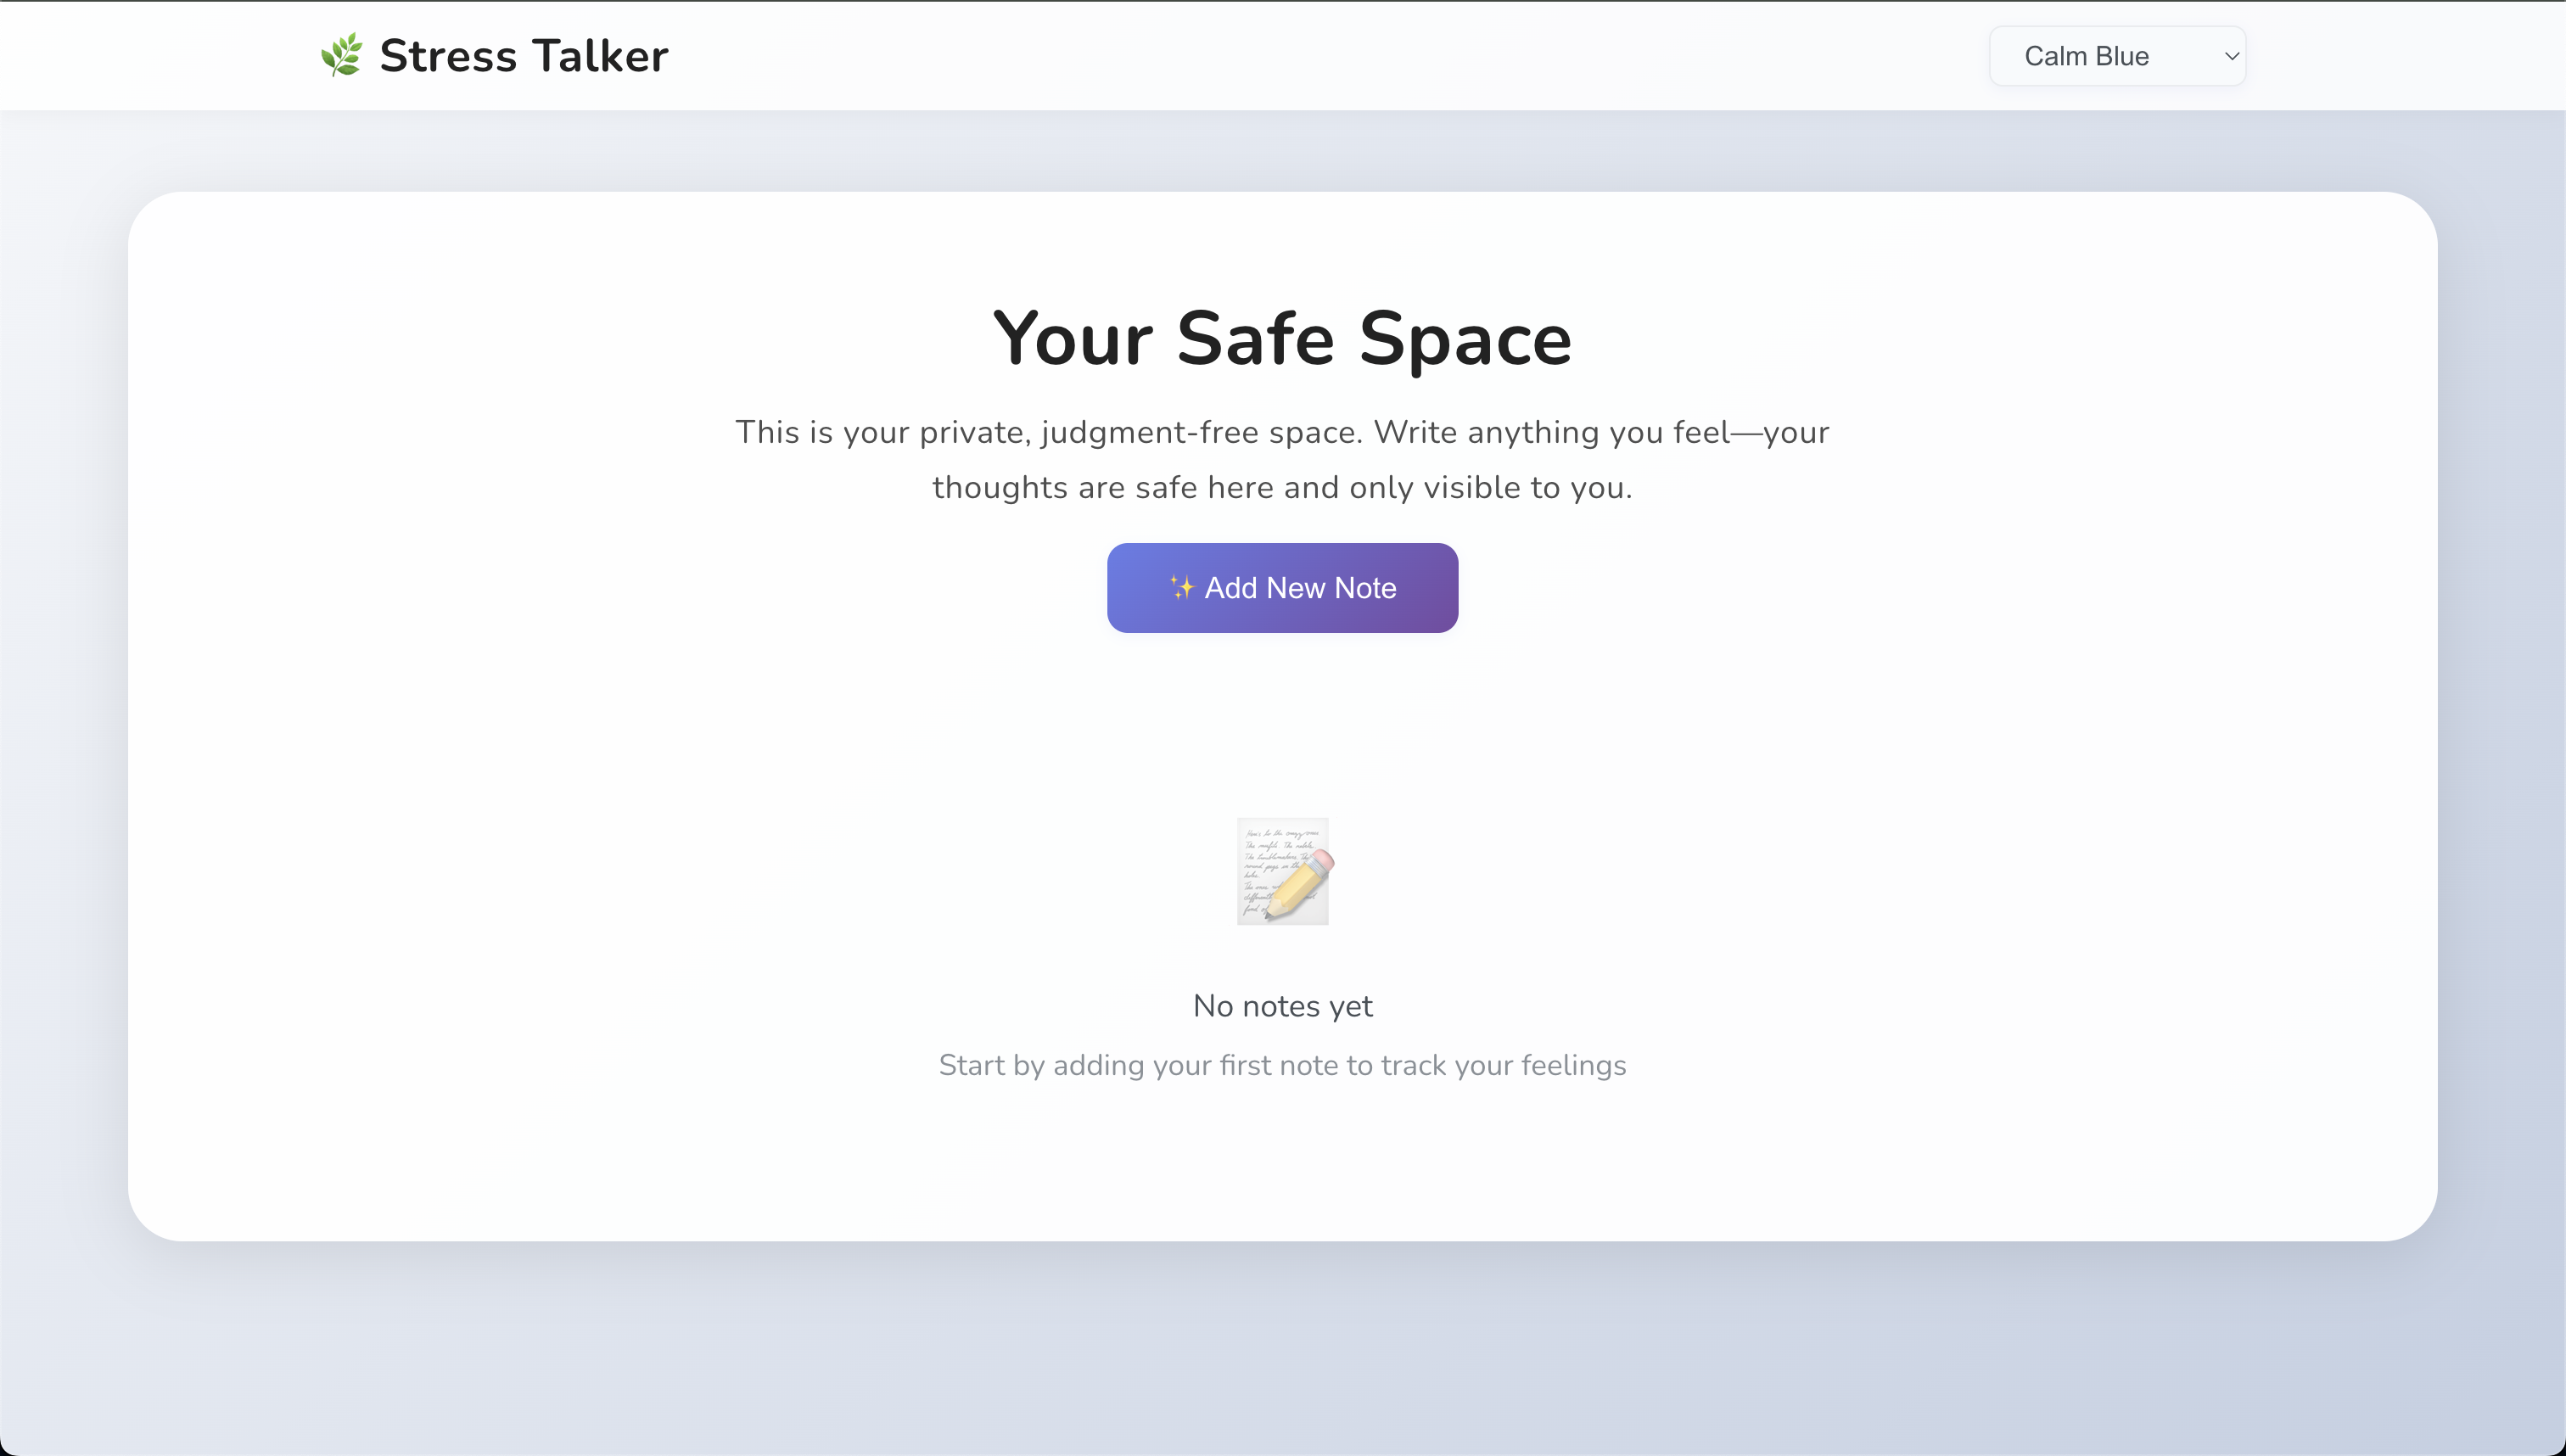 🌿 Stress Talker
Calm Blue
Your Safe Space
This is your private, judgment-free space. Write anything you feel—your
thoughts are safe here and only visible to you.
✨ Add New Note
No notes yet
Start by adding your first note to track your feelings